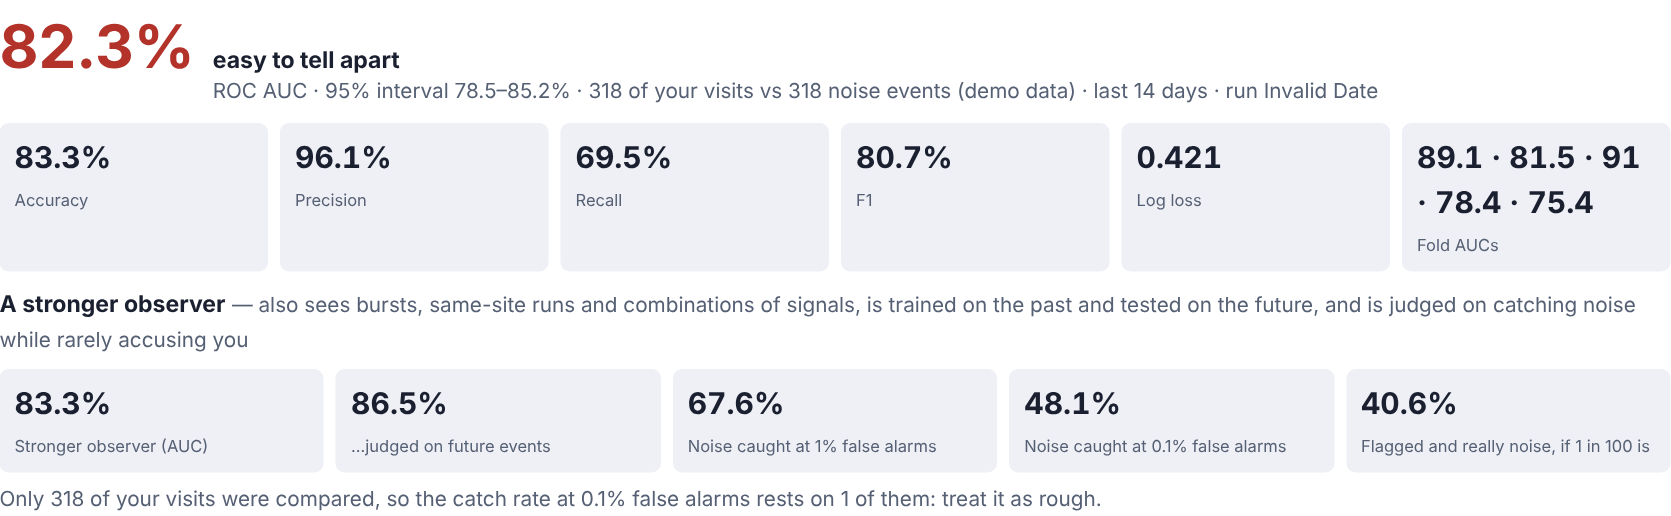 82.3% easy to tell apart
ROC AUC · 95% interval 78.5–85.2% · 318 of your visits vs 318 noise events (demo data) · last 14 days · run Invalid Date
83.3%
Accuracy
96.1%
Precision
69.5%
Recall
80.7%
F1
0.421
Log loss
89.1 · 81.5 · 91
· 78.4 · 75.4
Fold AUCs
A stronger observer — also sees bursts, same-site runs and combinations of signals, is trained on the past and tested on the future, and is judged on catching noise
while rarely accusing you
83.3%
Stronger observer (AUC)
86.5%
…judged on future events
67.6%
Noise caught at 1% false alarms
48.1%
Noise caught at 0.1% false alarms
40.6%
Flagged and really noise, if 1 in 100 is
Only 318 of your visits were compared, so the catch rate at 0.1% false alarms rests on 1 of them: treat it as rough.